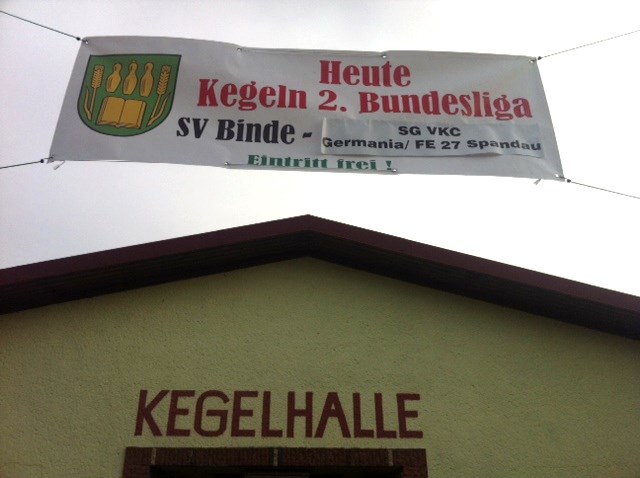 Heute
Kegeln 2. Bundesliga
SV Binde - SG VKC
Germania/ FE 27 Spandau
Eintritt frei !
KEGELHALLE